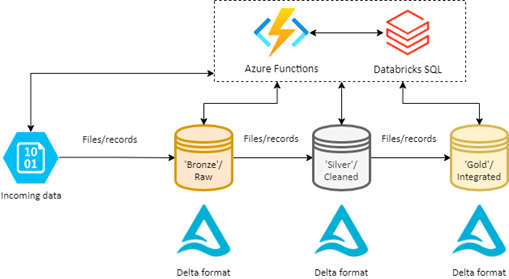 Azure Functions
Databricks SQL
10
01
Incoming data
Files/records
'Bronze'/
Raw
Files/records
'Silver'/
Cleaned
Files/records
'Gold'/
Integrated
Delta format
Delta format
Delta format